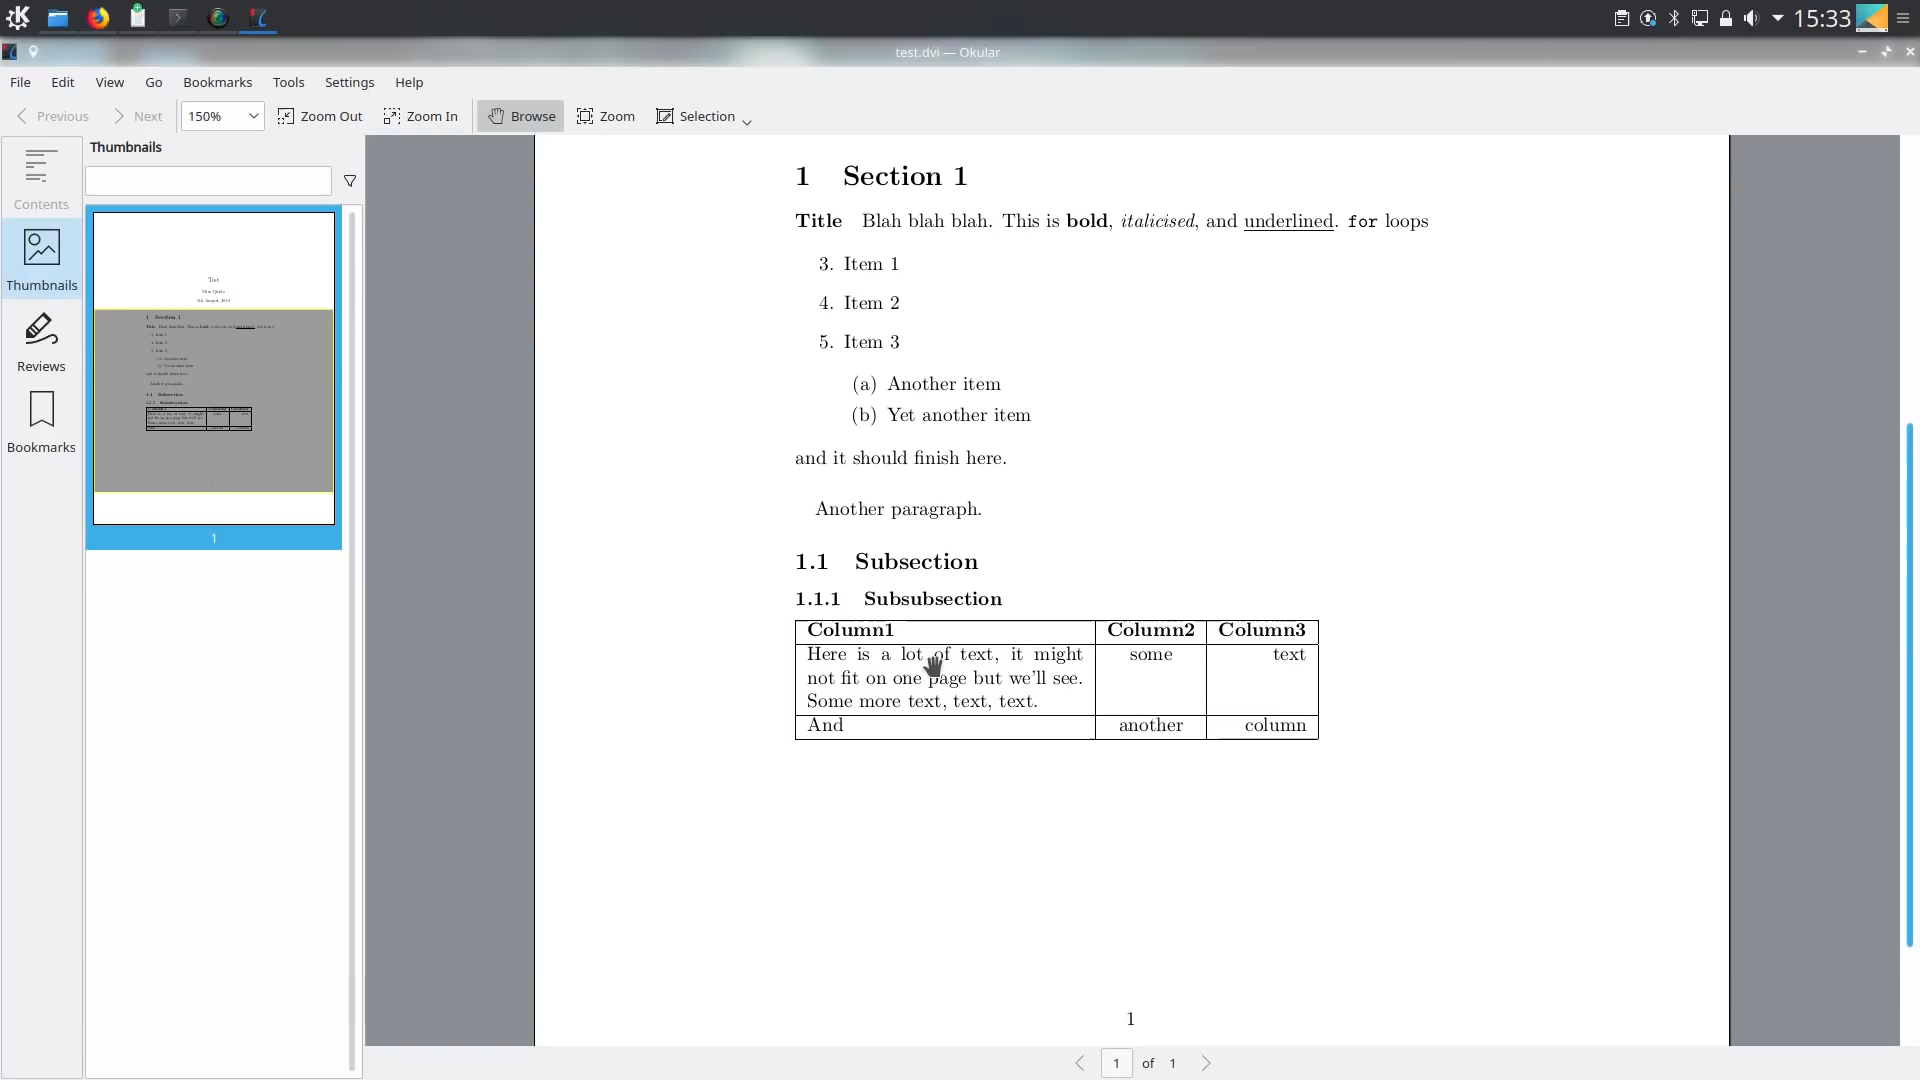 15:33
test.dvi — Okular
File Edit View Go Bookmarks Tools Settings Help
Previous Next 150% Zoom Out Zoom In Browse Zoom Selection
Contents
Thumbnails
Reviews
Bookmarks
Thumbnails
1
1 Section 1
Title Blah blah blah. This is bold, italicised, and underlined. for loops
3. Item 1
4. Item 2
5. Item 3
(a) Another item
(b) Yet another item
and it should finish here.
Another paragraph.
1.1 Subsection
1.1.1 Subsubsection
Column1 Column2 Column3
Here is a lot of text, it might some text
not fit on one page but we'll see.
Some more text, text, text.
And another column
1
1 of 1